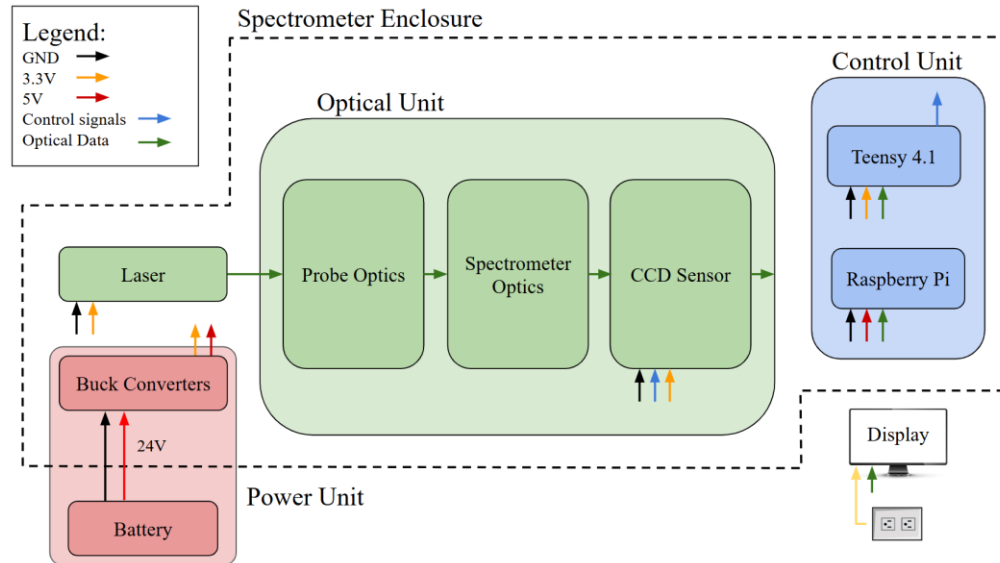 Spectrometer Enclosure
Legend:
GND
3.3V
5V
Control signals
Optical Data
Control Unit
Optical Unit
Teensy 4.1
Laser
Probe Optics
Spectrometer
Optics
CCD Sensor
Raspberry Pi
Buck Converters
24V
Display
Power Unit
Battery